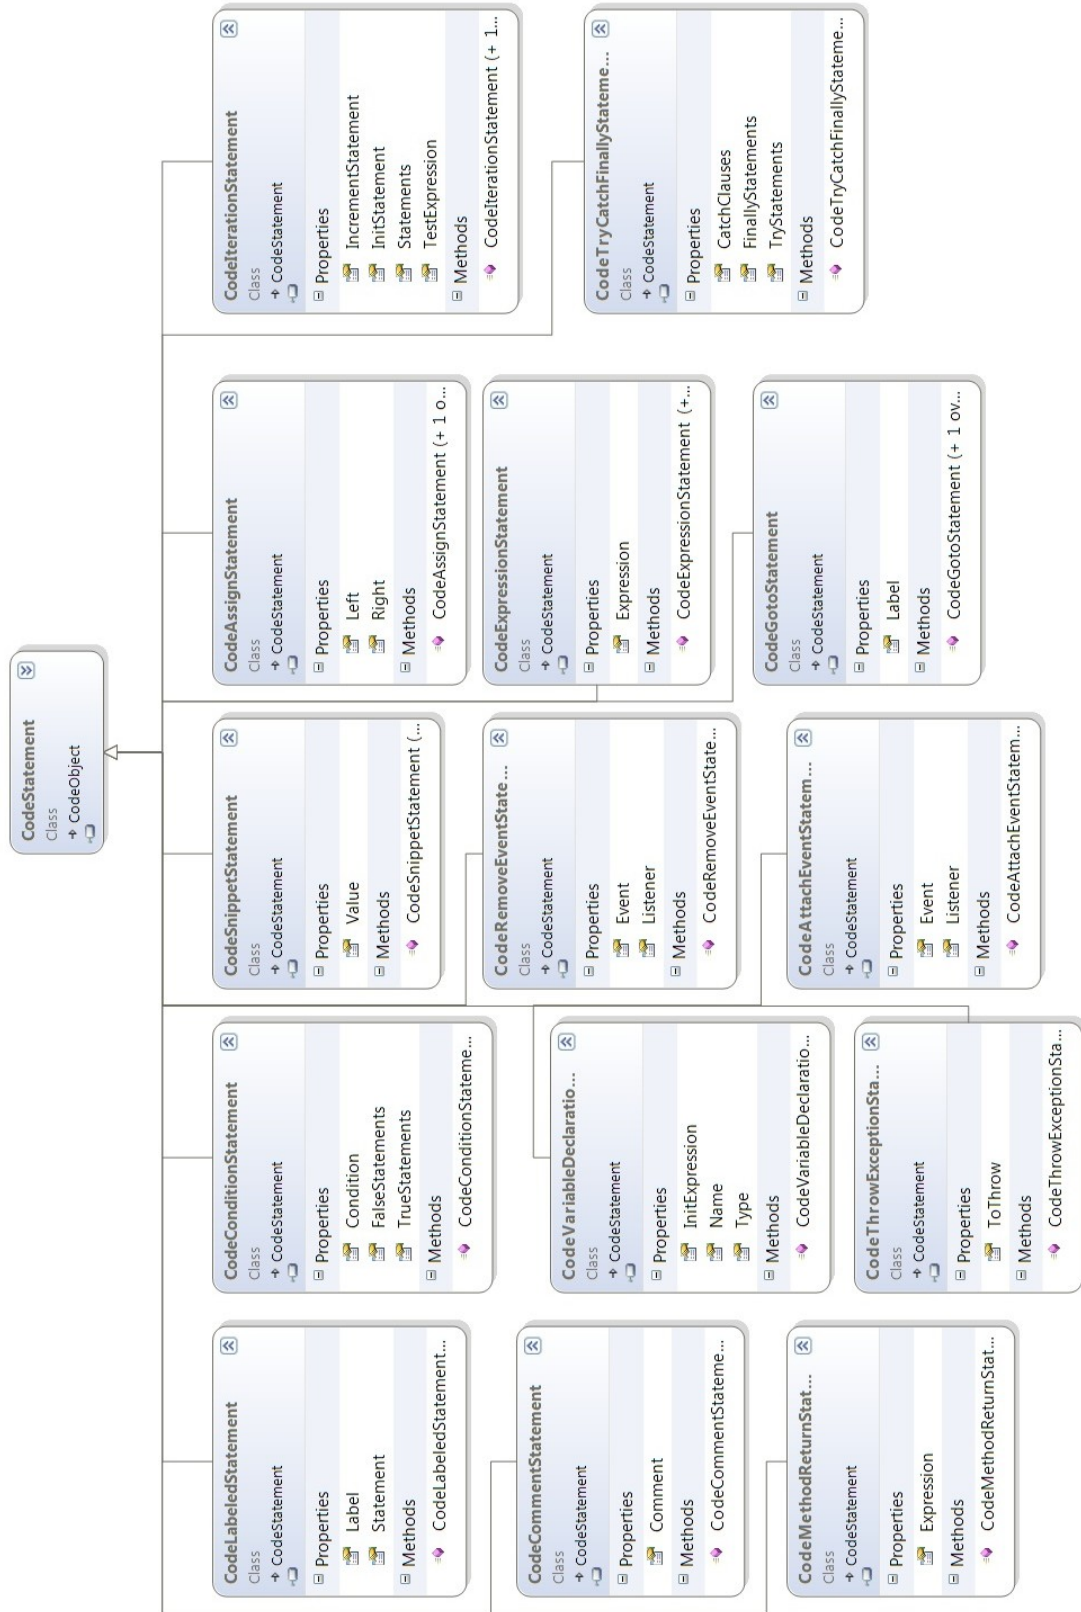 CodeStatement
Class
CodeObject
CodeLabeledStatement
Class
CodeStatement
Properties
Label
Statement
Methods
CodeLabeledStatement...
CodeConditionStatement
Class
CodeStatement
Properties
Condition
FalseStatements
TrueStatements
Methods
CodeConditionStateme...
CodeSnippetStatement
Class
CodeStatement
Properties
Value
Methods
CodeSnippetStatement (...
CodeAssignStatement
Class
CodeStatement
Properties
Left
Right
Methods
CodeAssignStatement (+ 1 o...
CodeIterationStatement
Class
CodeStatement
Properties
IncrementStatement
InitStatement
Statements
TestExpression
Methods
CodeIterationStatement (+ 1...
CodeCommentStatement
Class
CodeStatement
Properties
Comment
Methods
CodeCommentStateme...
CodeVariableDeclaratio...
Class
CodeStatement
Properties
InitExpression
Name
Type
Methods
CodeVariableDeclaratio...
CodeRemoveEventState...
Class
CodeStatement
Properties
Event
Listener
Methods
CodeRemoveEventState...
CodeExpressionStatement
Class
CodeStatement
Properties
Expression
Methods
CodeExpressionStatement (+...
CodeTryCatchFinallyStateme...
Class
CodeStatement
Properties
CatchClauses
FinallyStatements
TryStatements
Methods
CodeTryCatchFinallyStateme...
CodeMethodReturnStat...
Class
CodeStatement
Properties
Expression
Methods
CodeMethodReturnStat...
CodeThrowExceptionSta...
Class
CodeStatement
Properties
ToThrow
Methods
CodeThrowExceptionSta...
CodeAttachEventStatem...
Class
CodeStatement
Properties
Event
Listener
Methods
CodeAttachEventStatem...
CodeGotoStatement
Class
CodeStatement
Properties
Label
Methods
CodeGotoStatement (+ 1 ov...